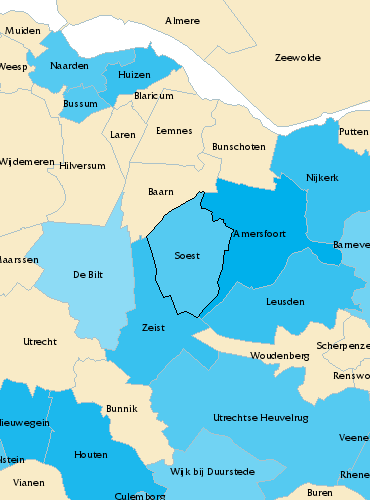 Almere
Muiden
Zeewolde
Weesp
Naarden
Huizen
Blaricum
Bussum
Laren
Eemnes
Putten
Bunschoten
Wijdemeren
Hilversum
Nijkerk
Baarn
Amersfoort
Barneve
Soest
Maarssen
De Bilt
Leusden
Zeist
Utrecht
Scherpenze
Woudenberg
Renswo
Bunnik
Utrechtse Heuvelrug
Nieuwegein
Veene
Houten
lstein
Wijk bij Duurstede
Rhene
Vianen
Culemborg
Buren